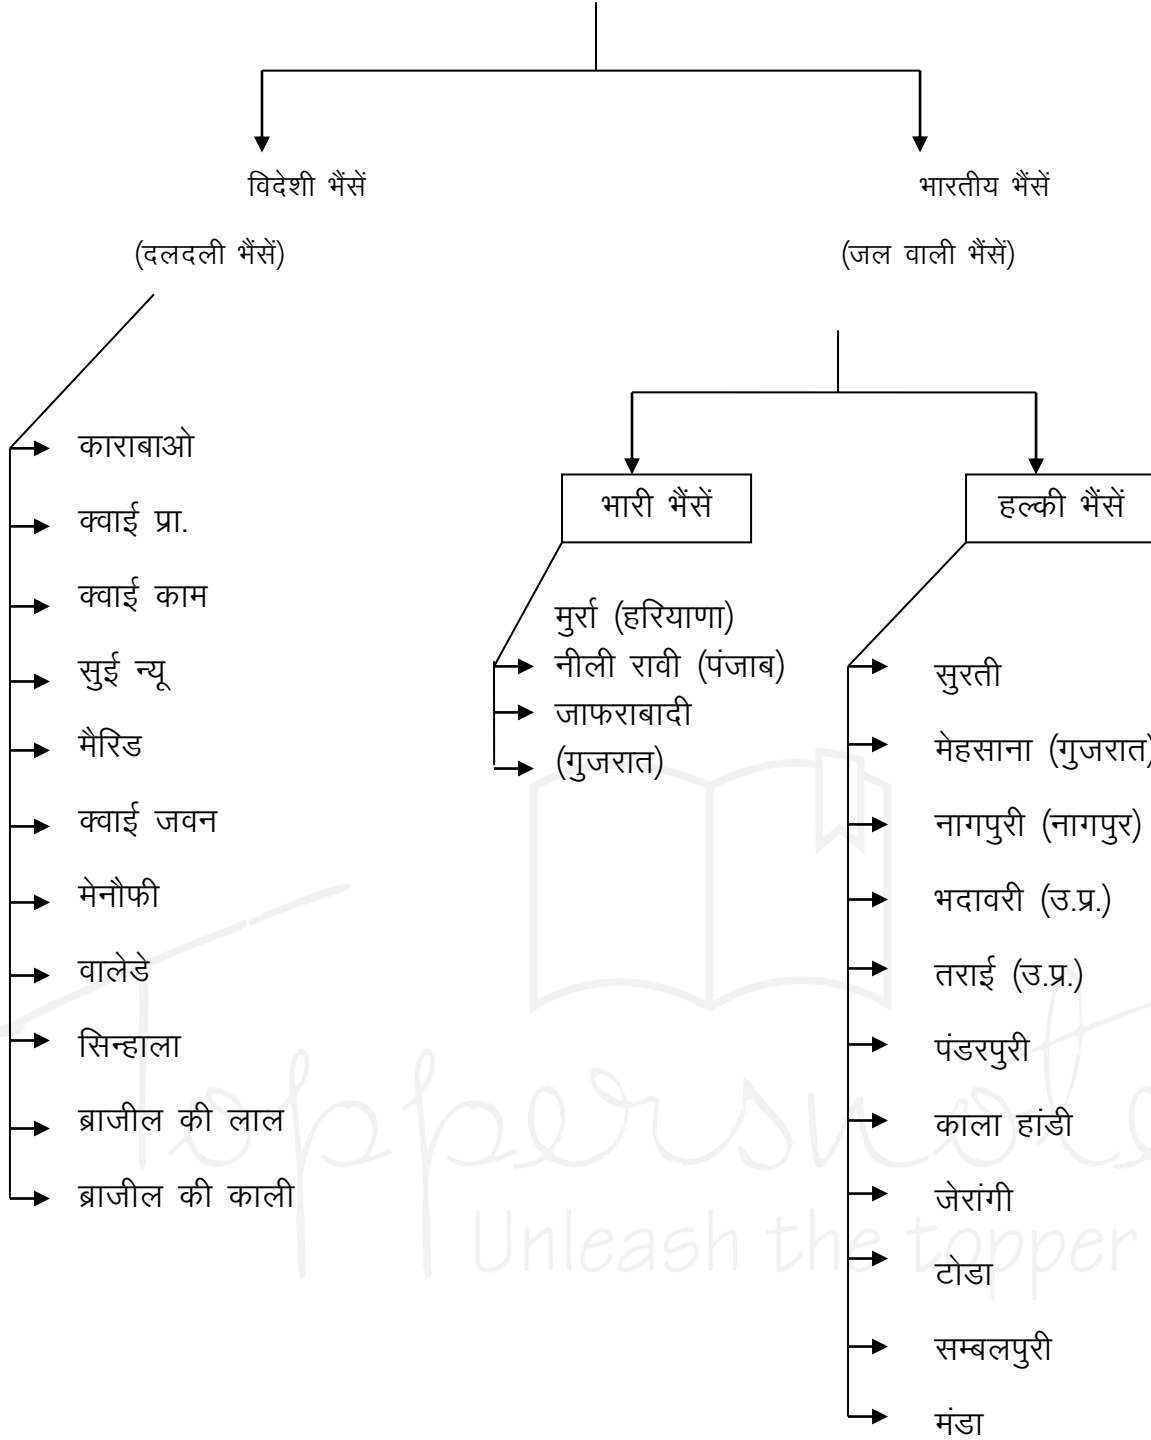 विदेशी भैंसें
(दलदली भैंसें)
काराबाओ
क्वाई प्रा.
क्वाई काम
सुई न्यू
मैरिड
क्वाई जवन
मेनौफी
वालेडे
सिन्हाला
ब्राजील की लाल
ब्राजील की काली
भारतीय भैंसें
(जल वाली भैंसें)
भारी भैंसें
मुर्रा (हरियाणा)
नीली रावी (पंजाब)
जाफराबादी
(गुजरात)
हल्की भैंसें
सुरती
मेहसाना (गुजरात)
नागपुरी (नागपुर)
भदावरी (उ.प्र.)
तराई (उ.प्र.)
पंडरपुरी
काला हांडी
जेरांगी
टोडा
सम्बलपुरी
मंडा
Toppersnote
Unleash the topper